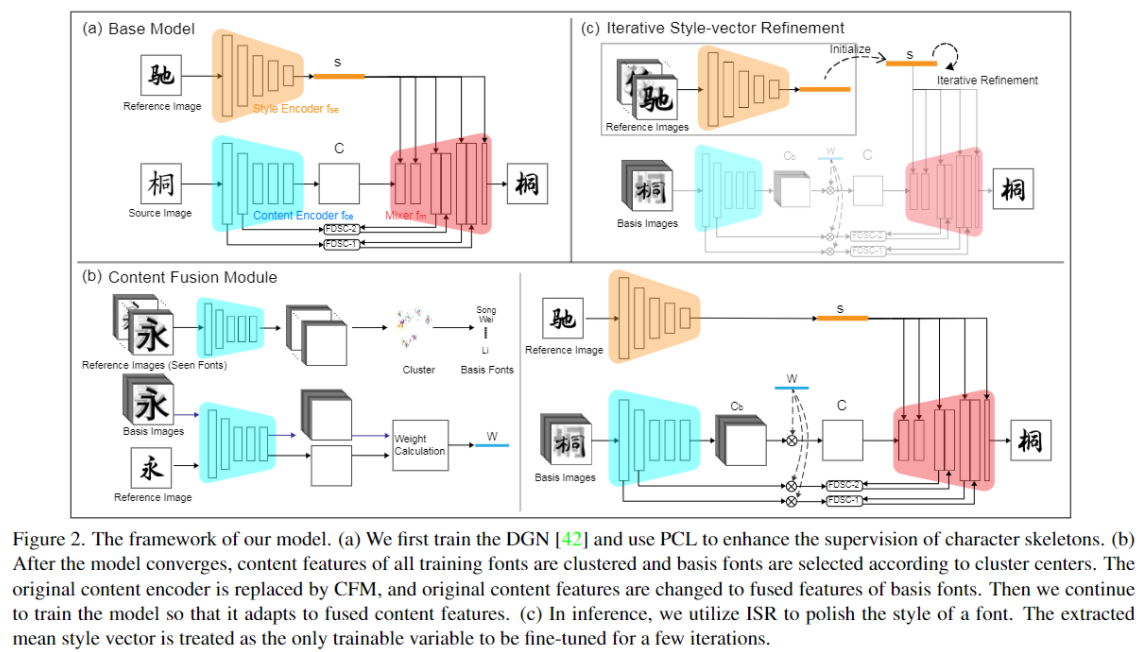 (a) Base Model
驰
Reference Image
S
Style Encoder fse
桐
Source Image
C
Content Encoder fce
Mixer fm
FDSC-2
FDSC-1
桐
(c) Iterative Style-vector Refinement
驰
Reference Images
Initialize
S
Iterative Refinement
桐
Basis Images
Cb
W
C
FDSC-2
FDSC-1
桐
(b) Content Fusion Module
永
Reference Images (Seen Fonts)
Cluster
Song
Wei
Li
Basis Fonts
永
Basis Images
永
Reference Image
Weight
Calculation
W
驰
Reference Image
S
桐
Basis Images
Cb
W
C
FDSC-2
FDSC-1
桐
Figure 2. The framework of our model. (a) We first train the DGN [42] and use PCL to enhance the supervision of character skeletons. (b)
After the model converges, content features of all training fonts are clustered and basis fonts are selected according to cluster centers. The
original content encoder is replaced by CFM, and original content features are changed to fused features of basis fonts. Then we continue
to train the model so that it adapts to fused content features. (c) In inference, we utilize ISR to polish the style of a font. The extracted
mean style vector is treated as the only trainable variable to be fine-tuned for a few iterations.